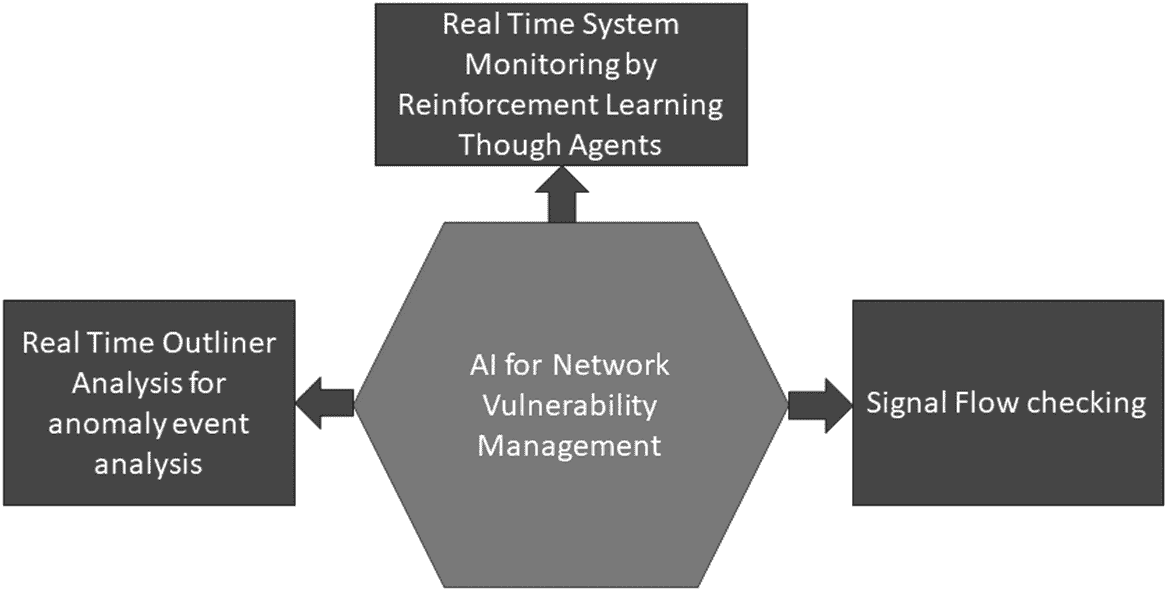 Real Time System
Monitoring by
Reinforcement Learning
Though Agents
Real Time Outliner
Analysis for
anomaly event
analysis
AI for Network
Vulnerability
Management
Signal Flow checking